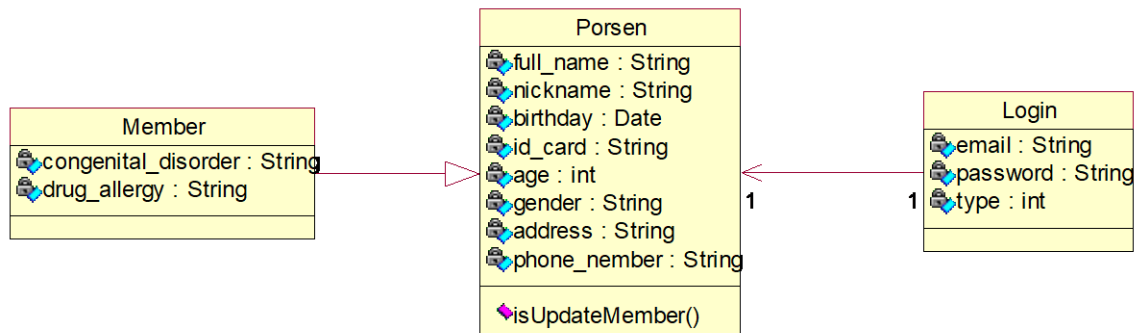 Member
congenital_disorder : String
drug_allergy : String
Porsen
full_name : String
nickname : String
birthday : Date
id_card : String
age : int
gender : String
address : String
phone_nember : String
isUpdateMember()
1
1
Login
email : String
password : String
type : int